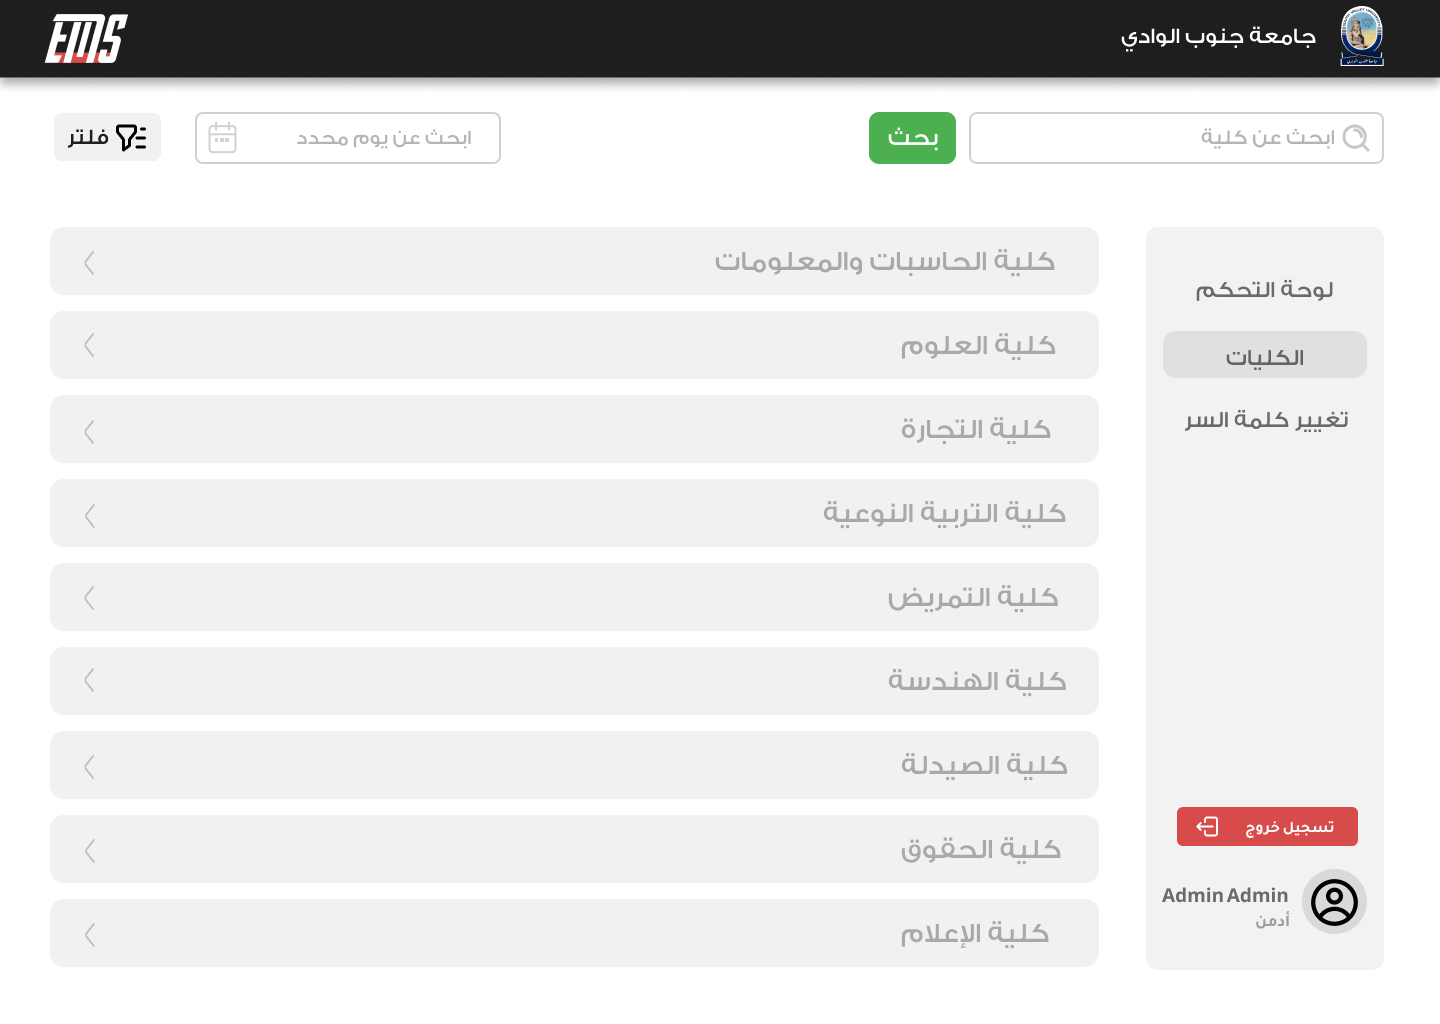 جامعة جنوب الوادي
EMS
ابحث عن كلية
بحث
ابحث عن يوم محدد
فلتر
لوحة التحكم
الكليات
تغيير كلمة السر
تسجيل خروج
Admin Admin
أدمن
كلية الحاسبات والمعلومات
كلية العلوم
كلية التجارة
كلية التربية النوعية
كلية التمريض
كلية الهندسة
كلية الصيدلة
كلية الحقوق
كلية الإعلام